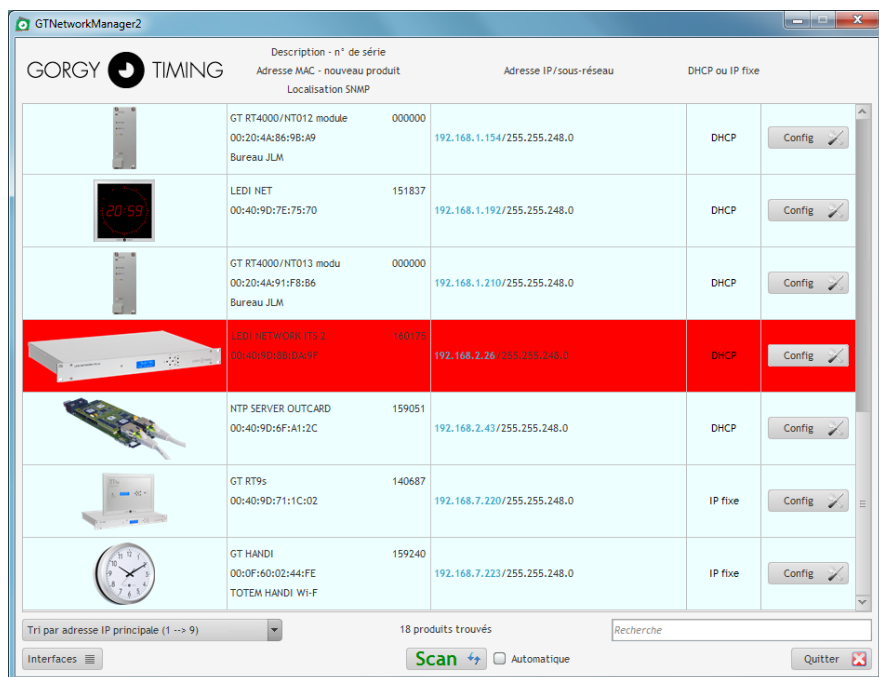 GTNetworkManager2
GORGY TIMING
Description - n° de série
Adresse MAC - nouveau produit
Localisation SNMP
Adresse IP/sous-réseau
DHCP ou IP fixe
GT RT4000/NT012 module 000000
00:20:4A:86:9B:A9
Bureau JLM
192.168.1.154/255.255.248.0
DHCP
Config
20:59
LEDI NET 151837
00:40:9D:7E:75:70
192.168.1.192/255.255.248.0
DHCP
Config
GT RT4000/NT013 modu 000000
00:20:4A:91:F8:B6
Bureau JLM
192.168.1.210/255.255.248.0
DHCP
Config
LEDI NETWORK ITS 2 160175
00:40:9D:8B:DA:9F
192.168.2.26/255.255.248.0
DHCP
Config
NTP SERVER OUTCARD 159051
00:40:9D:6F:A1:2C
192.168.2.43/255.255.248.0
DHCP
Config
GT RT9s 140687
00:40:9D:71:1C:02
192.168.7.220/255.255.248.0
IP fixe
Config
GT HANDI 159240
00:0F:60:02:44:FE
TOTEM HANDI Wi-F
192.168.7.223/255.255.248.0
IP fixe
Config
Tri par adresse IP principale (1 --> 9)
18 produits trouvés
Recherche
Interfaces
Scan
Automatique
Quitter